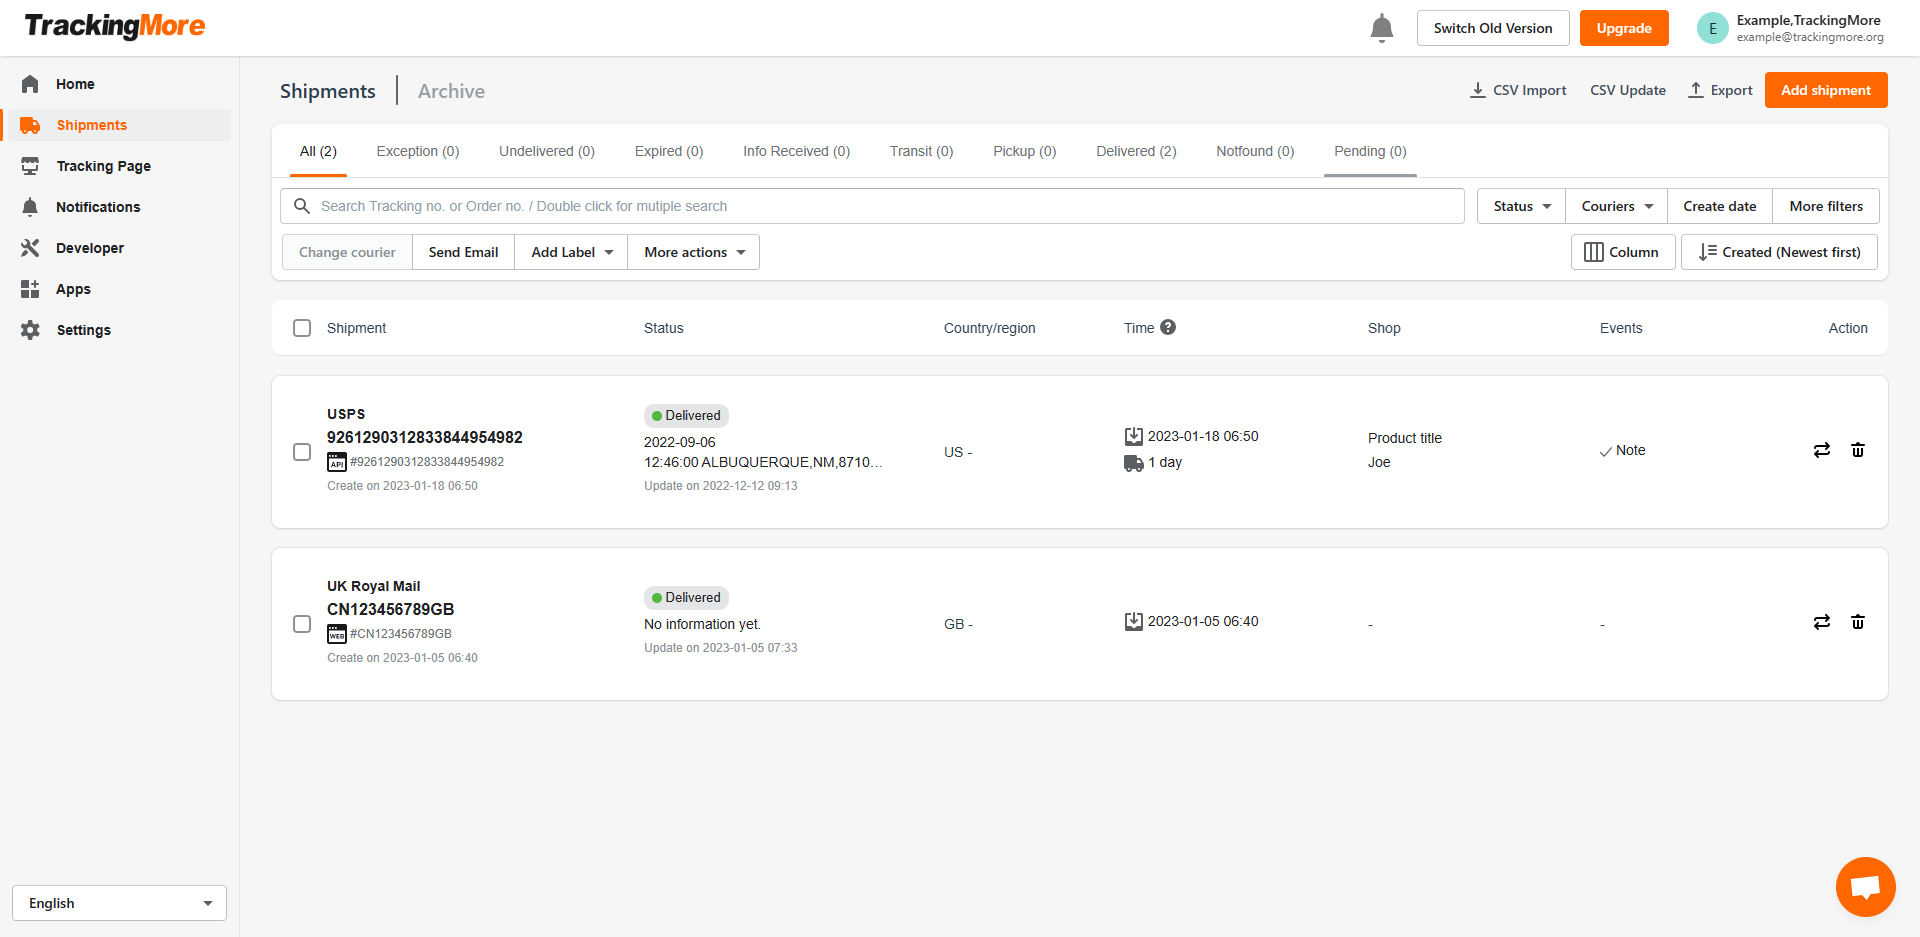 TrackingMore
Switch Old Version
Upgrade
E
Example,TrackingMore
example@trackingmore.org
Home
Shipments
Tracking Page
Notifications
Developer
Apps
Settings
English
Shipments
Archive
CSV Import
CSV Update
Export
Add shipment
All (2)
Exception (0)
Undelivered (0)
Expired (0)
Info Received (0)
Transit (0)
Pickup (0)
Delivered (2)
Notfound (0)
Pending (0)
Search Tracking no. or Order no. / Double click for mutiple search
Status
Couriers
Create date
More filters
Change courier
Send Email
Add Label
More actions
Column
Created (Newest first)
Shipment
Status
Country/region
Time ?
Shop
Events
Action
USPS
9261290312833844954982
API #9261290312833844954982
Create on 2023-01-18 06:50
Delivered
2022-09-06
12:46:00 ALBUQUERQUE,NM,8710...
Update on 2022-12-12 09:13
US -
2023-01-18 06:50
1 day
Product title
Joe
Note
UK Royal Mail
CN123456789GB
WEB #CN123456789GB
Create on 2023-01-05 06:40
Delivered
No information yet.
Update on 2023-01-05 07:33
GB -
2023-01-05 06:40
-
-